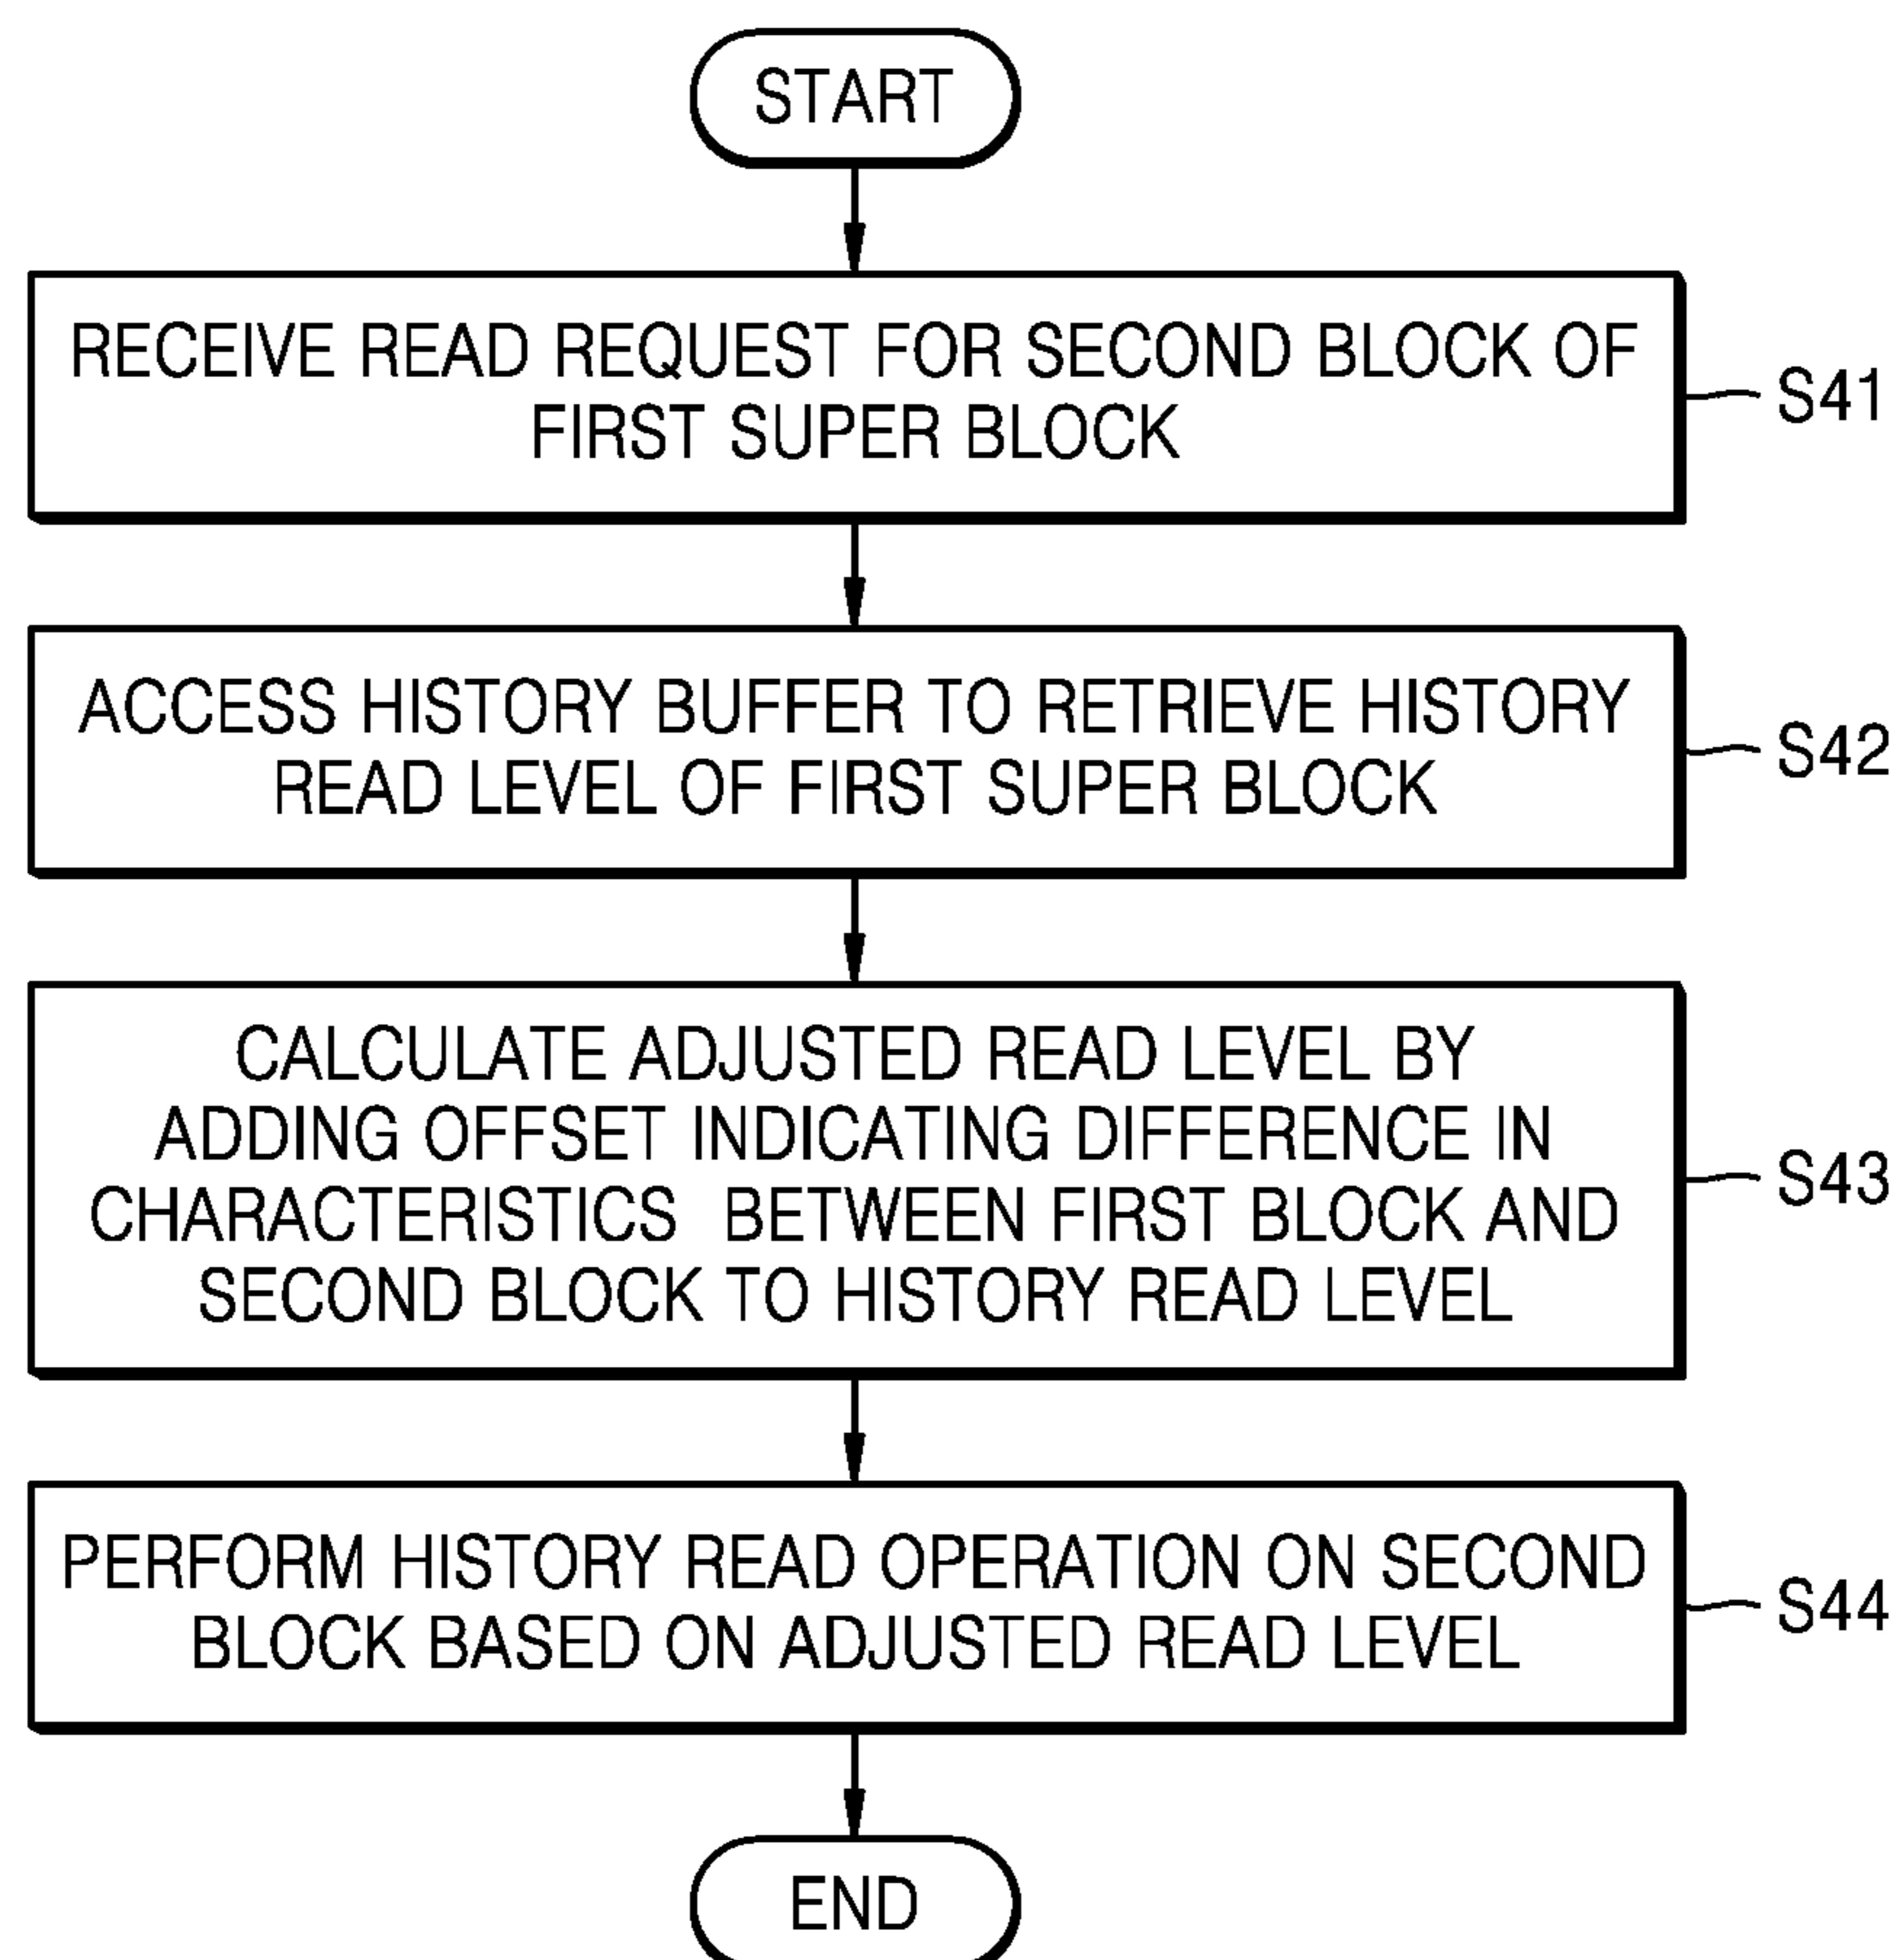 START
RECEIVE READ REQUEST FOR SECOND BLOCK OF
FIRST SUPER BLOCK
S41
ACCESS HISTORY BUFFER TO RETRIEVE HISTORY
READ LEVEL OF FIRST SUPER BLOCK
S42
CALCULATE ADJUSTED READ LEVEL BY
ADDING OFFSET INDICATING DIFFERENCE IN
CHARACTERISTICS BETWEEN FIRST BLOCK AND
SECOND BLOCK TO HISTORY READ LEVEL
S43
PERFORM HISTORY READ OPERATION ON SECOND
BLOCK BASED ON ADJUSTED READ LEVEL
S44
END